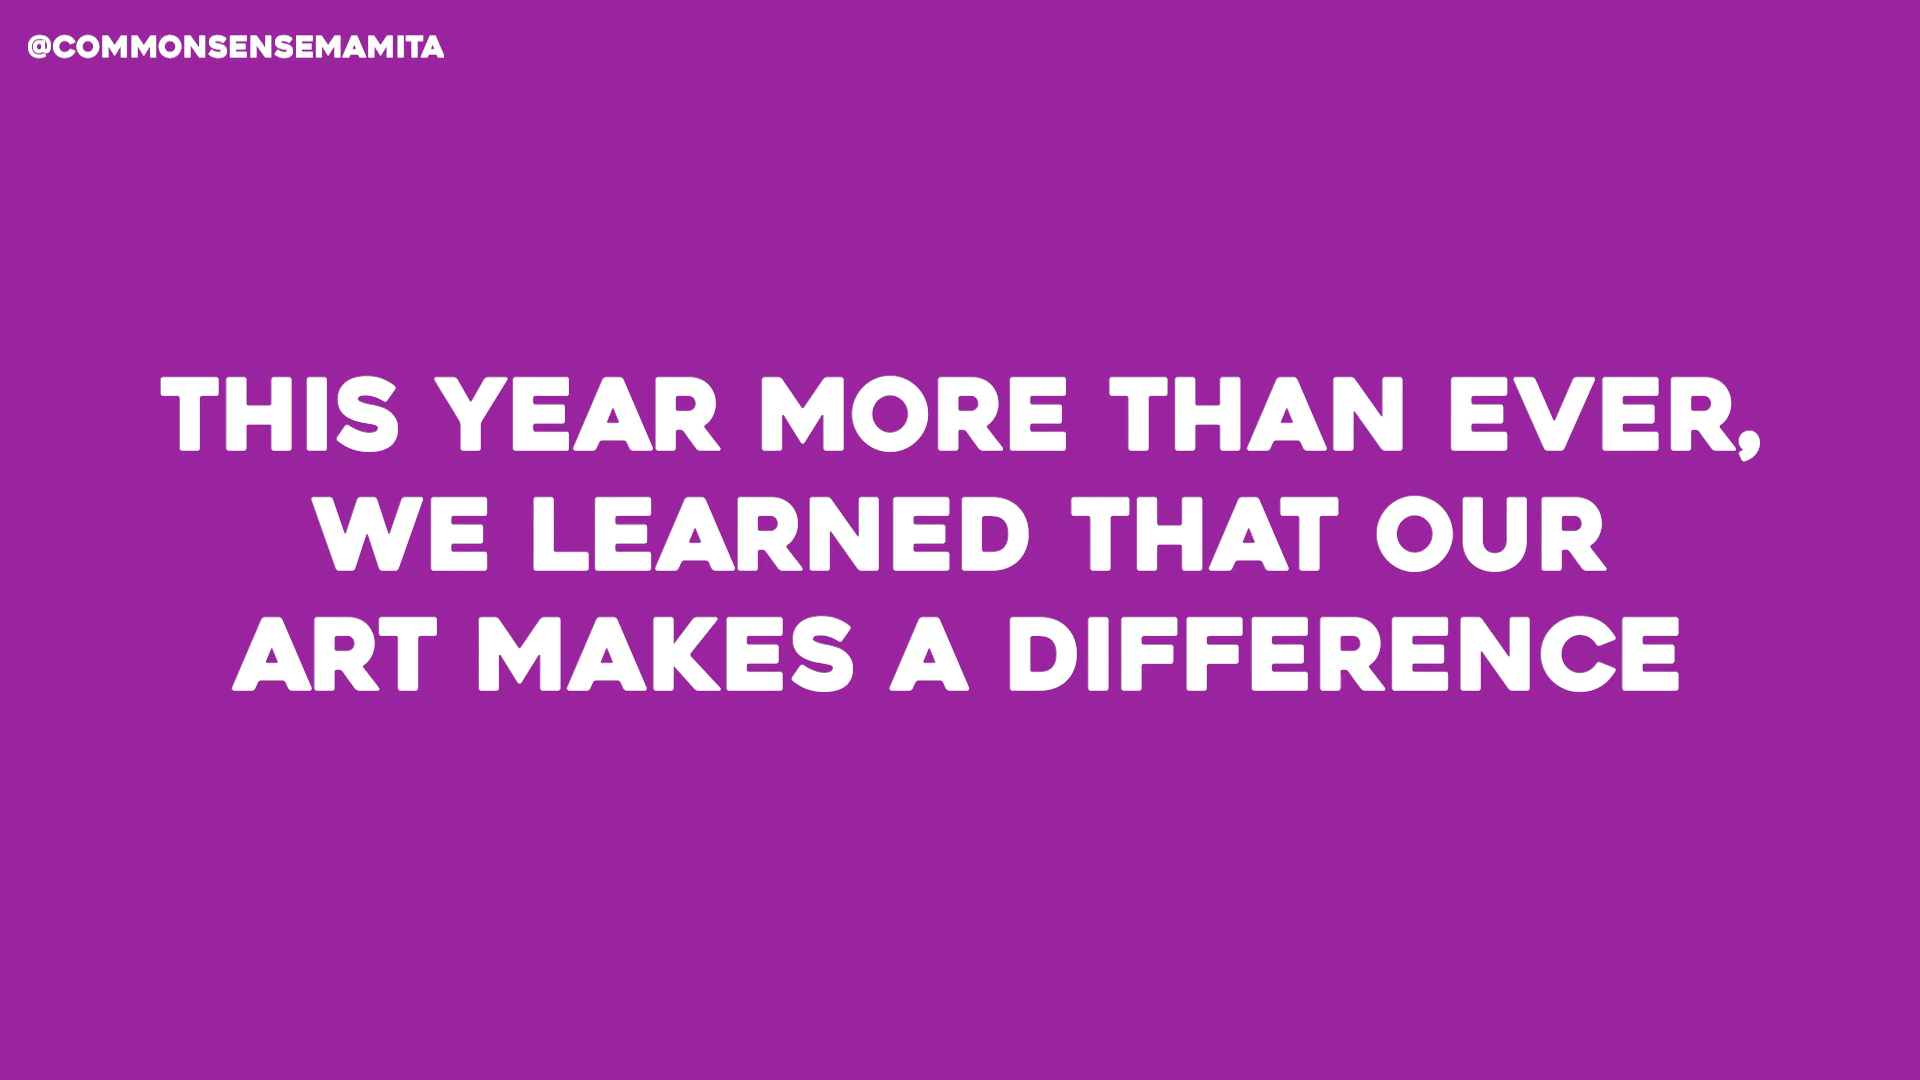 @COMMONSENSEMAMITA
THIS YEAR MORE THAN EVER,
WE LEARNED THAT OUR
ART MAKES A DIFFERENCE